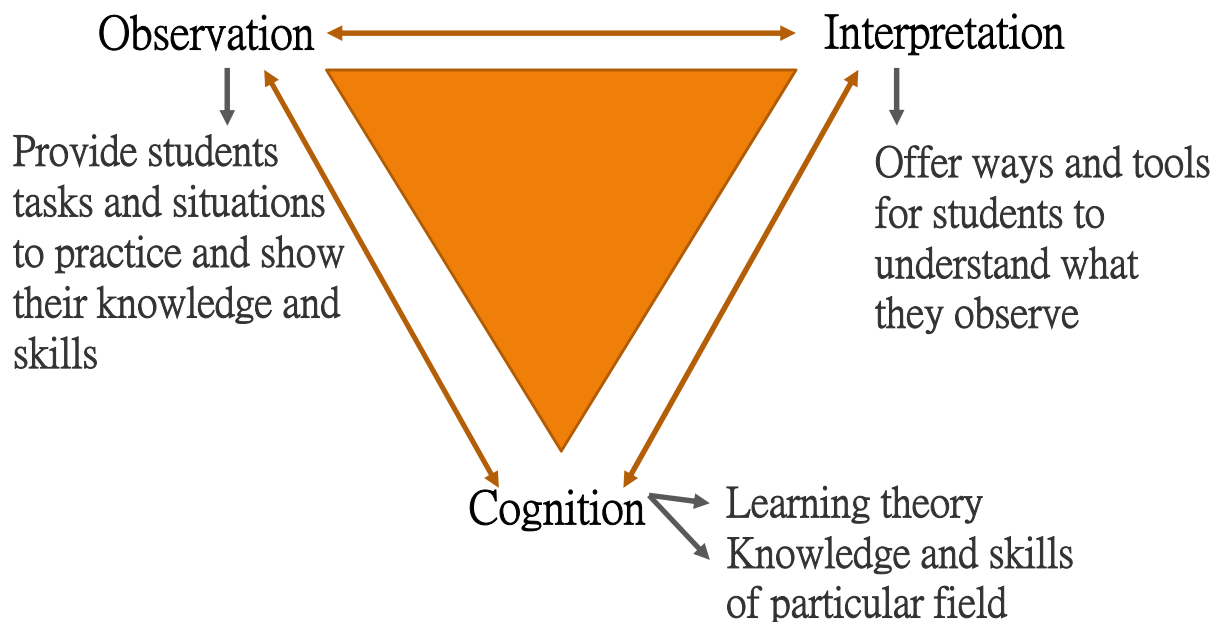 Observation
Interpretation
Provide students
tasks and situations
to practice and show
their knowledge and
skills
Offer ways and tools
for students to
understand what
they observe
Cognition
Learning theory
Knowledge and skills
of particular field